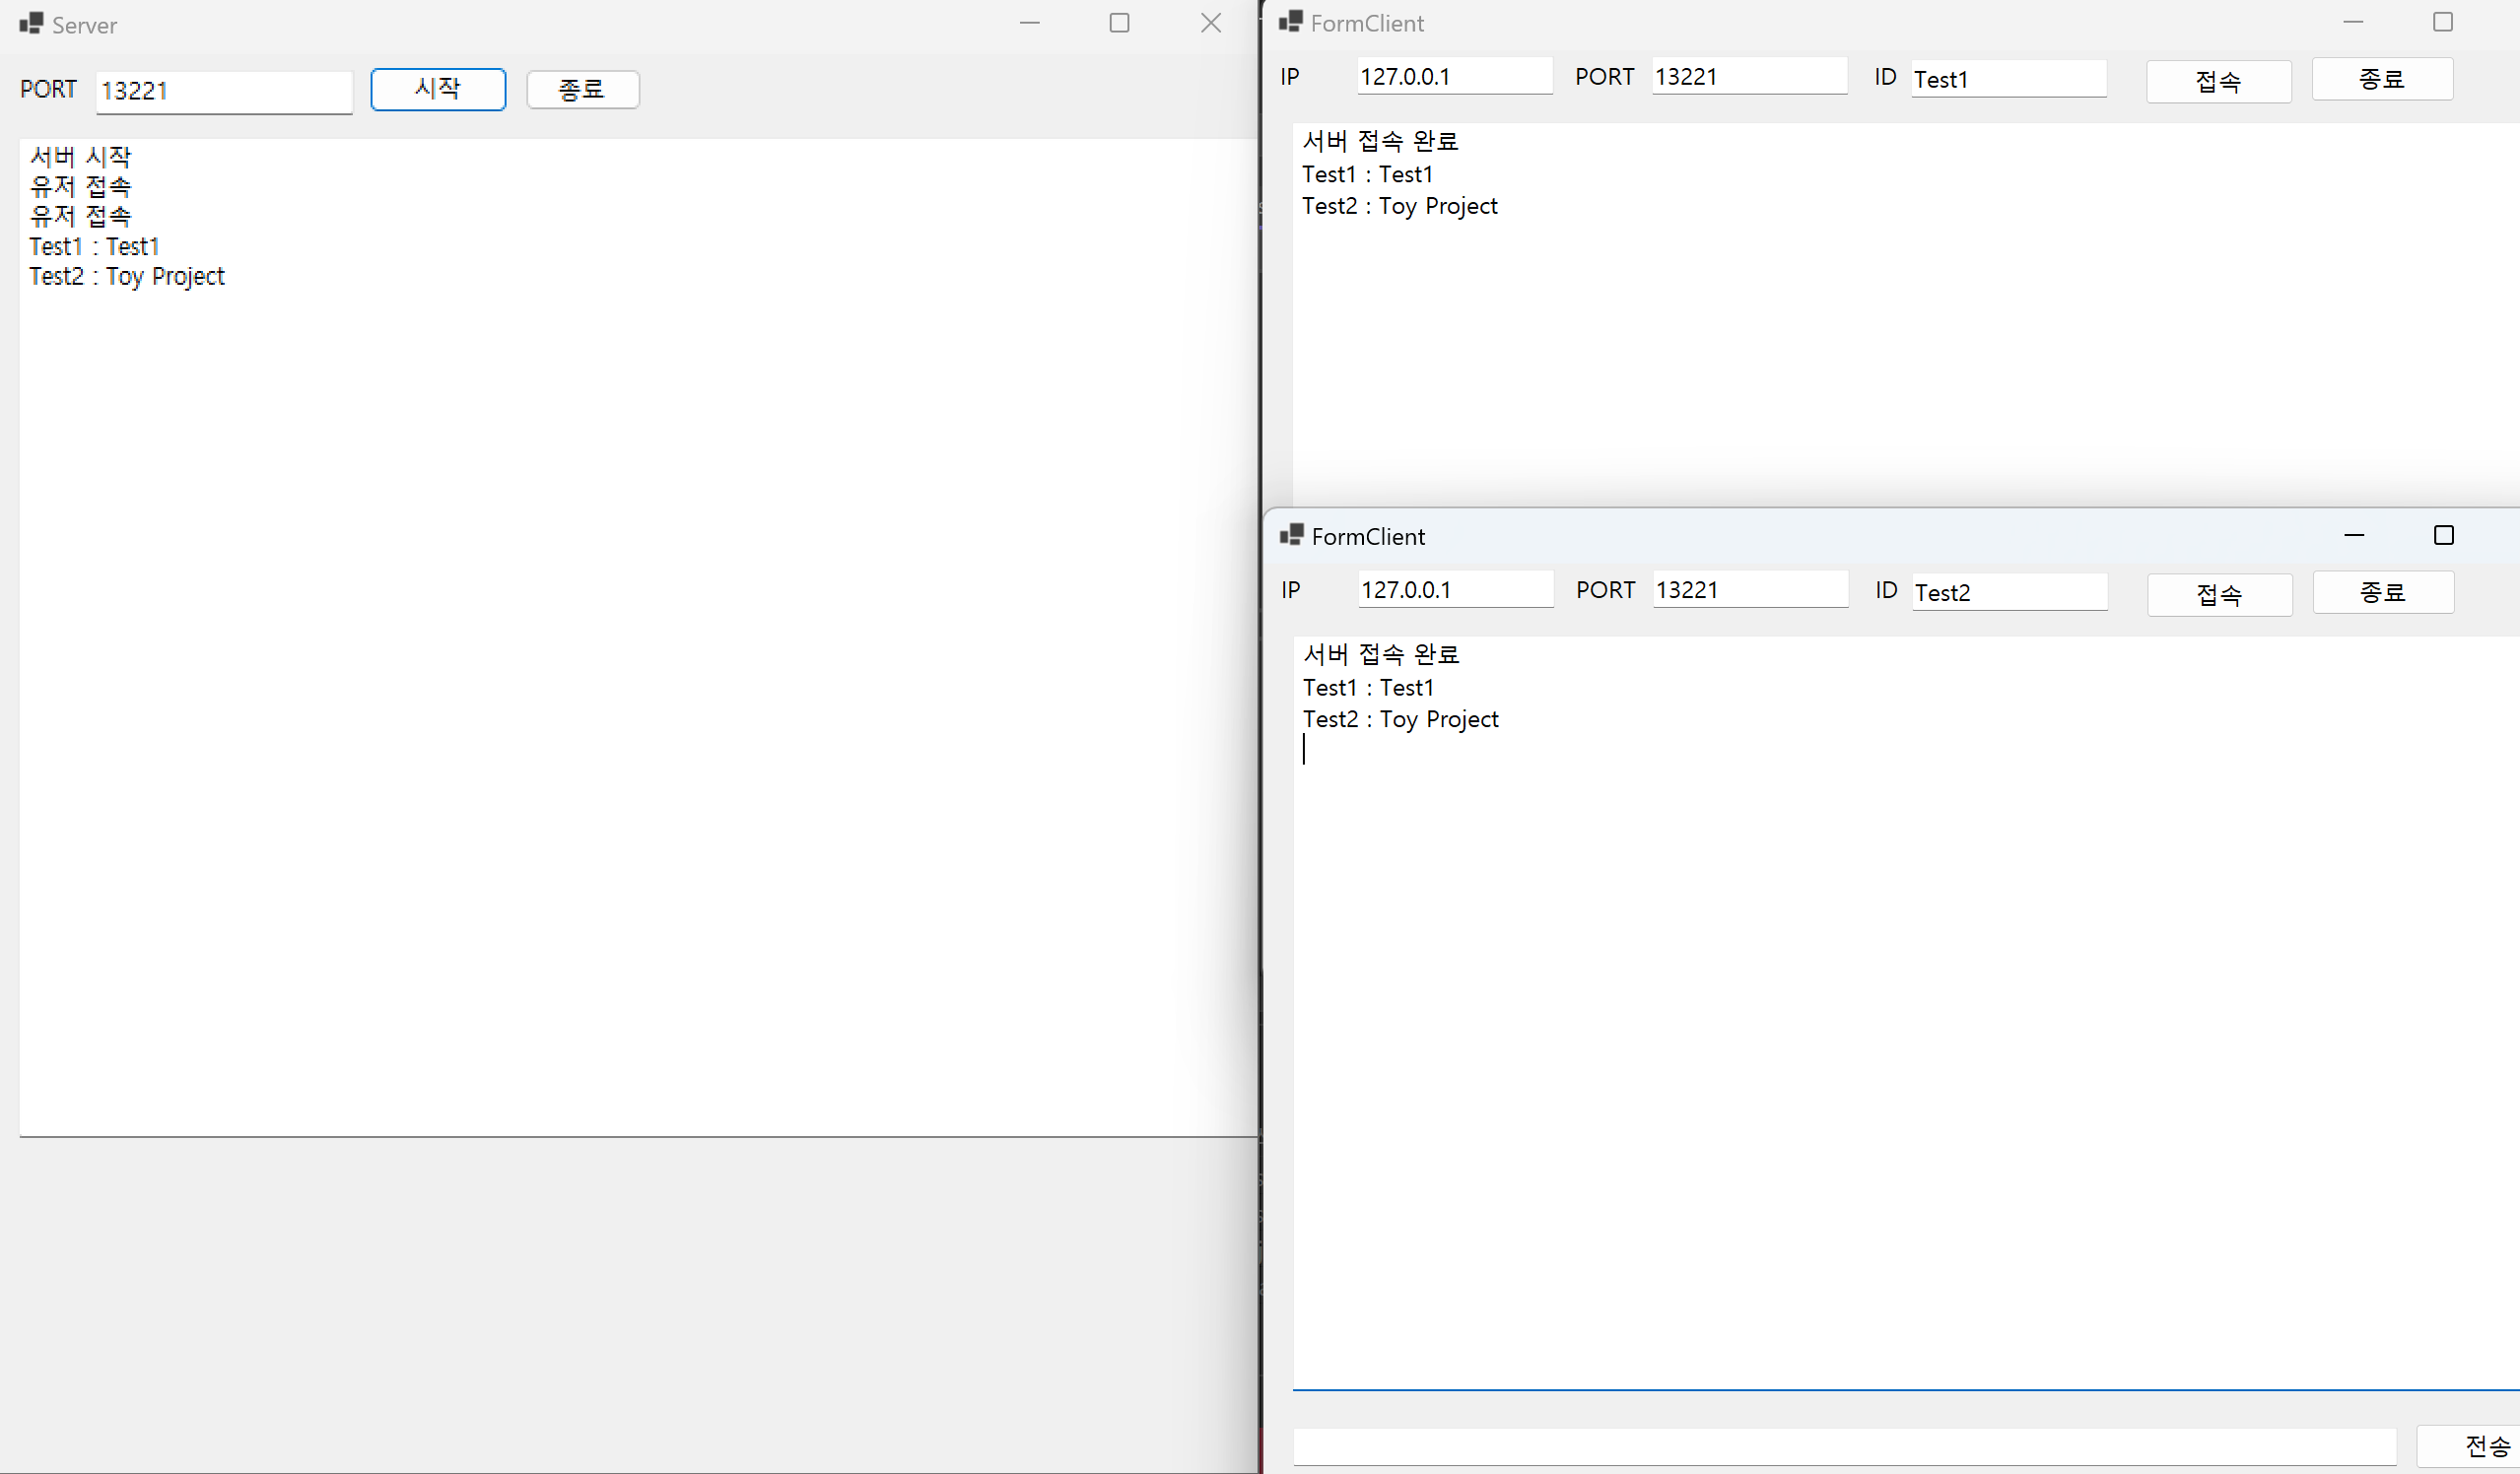 Server
PORT 13221 시작 종료
서버 시작
유저 접속
유저 접속
Test1 : Test1
Test2 : Toy Project
FormClient
IP 127.0.0.1 PORT 13221 ID Test1 접속 종료
서버 접속 완료
Test1 : Test1
Test2 : Toy Project
FormClient
IP 127.0.0.1 PORT 13221 ID Test2 접속 종료
서버 접속 완료
Test1 : Test1
Test2 : Toy Project
전송